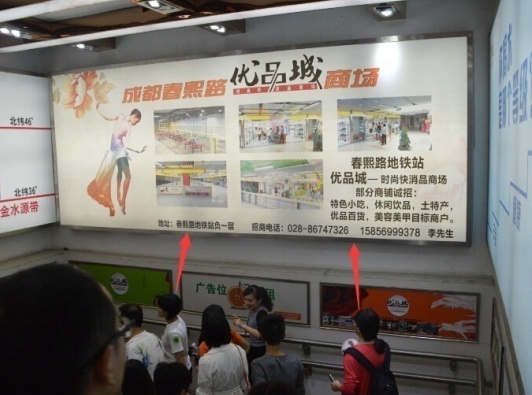 北纬46°
北纬36°
金水源带
成都春熙路 优品城 商场
春熙路地铁站
优品城—时尚快消品商场
部分商铺诚招:
特色小吃,休闲饮品,土特产,
优品百货,美容美甲目标商户。
地址:春熙路地铁站负一层 招商电话:028-86747326 15856999378 李先生
广告位